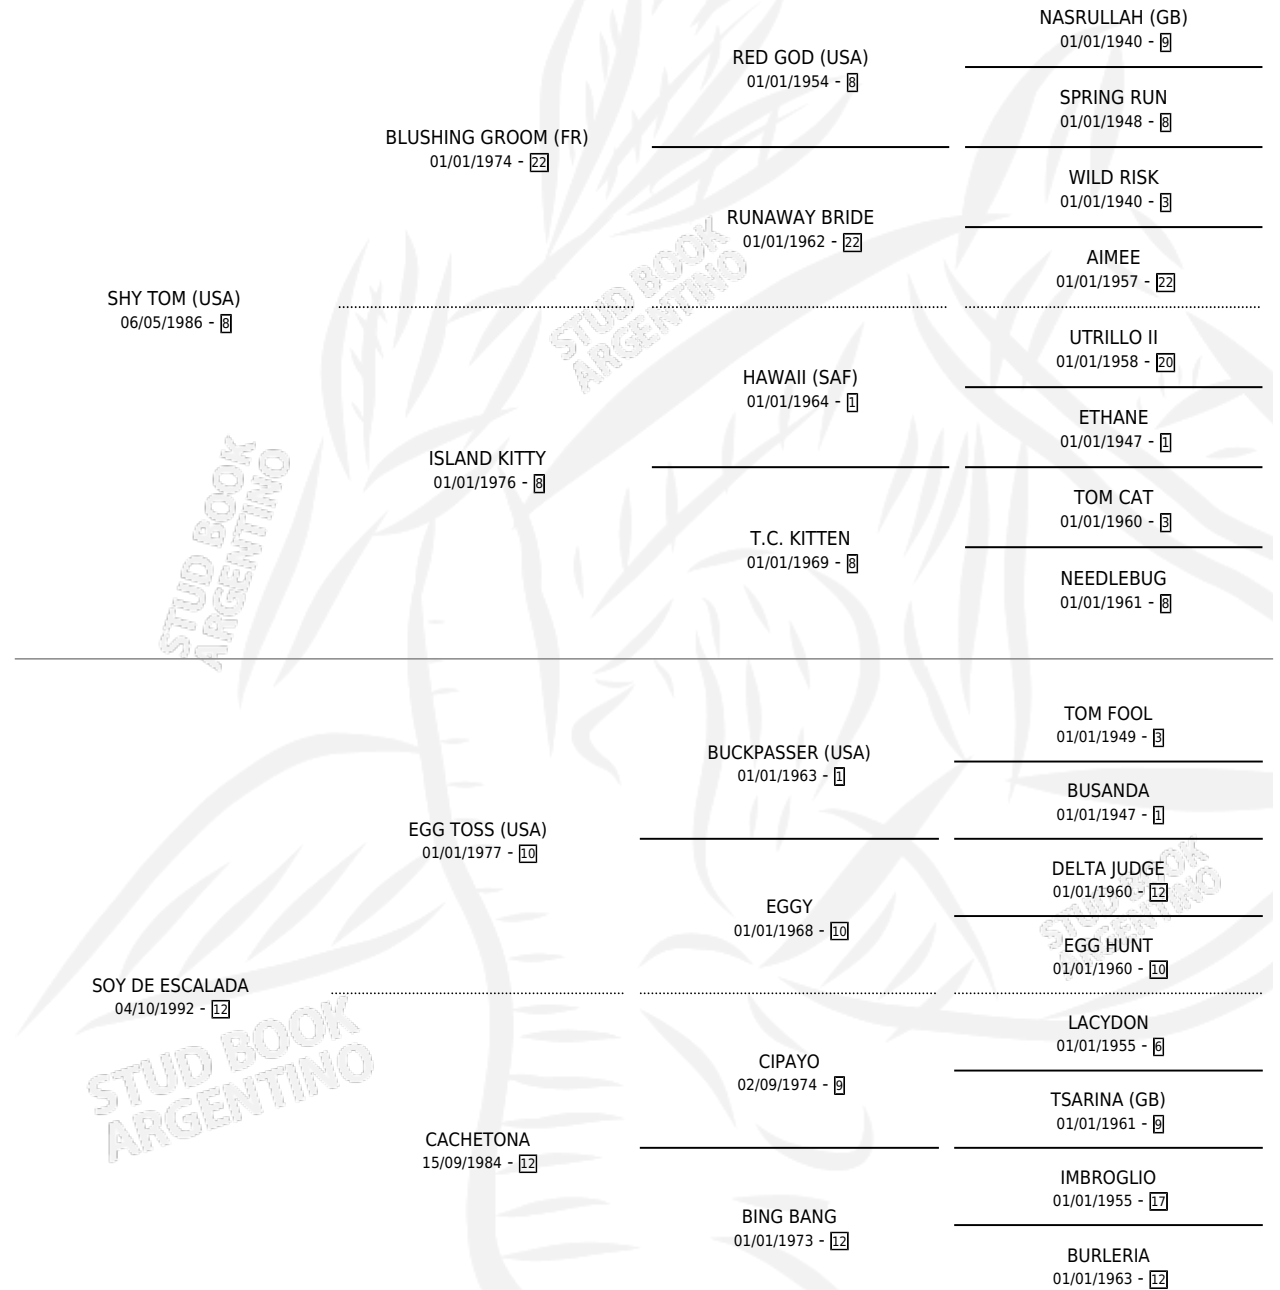 NASRULLAH (GB)
01/01/1940 - 9
RED GOD (USA)
01/01/1954 - 8
SPRING RUN
01/01/1948 - 8
BLUSHING GROOM (FR)
01/01/1974 - 22
WILD RISK
01/01/1940 - 3
RUNAWAY BRIDE
01/01/1962 - 22
AIMEE
01/01/1957 - 22
SHY TOM (USA)
06/05/1986 - 8
UTRILLO II
01/01/1958 - 20
HAWAII (SAF)
01/01/1964 - 1
ETHANE
01/01/1947 - 1
ISLAND KITTY
01/01/1976 - 8
TOM CAT
01/01/1960 - 3
T.C. KITTEN
01/01/1969 - 8
NEEDLEBUG
01/01/1961 - 8
TOM FOOL
01/01/1949 - 3
BUCKPASSER (USA)
01/01/1963 - 1
BUSANDA
01/01/1947 - 1
EGG TOSS (USA)
01/01/1977 - 10
DELTA JUDGE
01/01/1960 - 12
EGGY
01/01/1968 - 10
EGG HUNT
01/01/1960 - 10
SOY DE ESCALADA
04/10/1992 - 12
LACYDON
01/01/1955 - 6
CIPAYO
02/09/1974 - 9
TSARINA (GB)
01/01/1961 - 9
CACHETONA
15/09/1984 - 12
IMBROGLIO
01/01/1955 - 17
BING BANG
01/01/1973 - 12
BURLERIA
01/01/1963 - 12
STUD BOOK
ARGENTINO
STUD BOOK
ARGENTINO
STUD BOOK
ARGENTINO
STUD BOOK
ARGENTINO